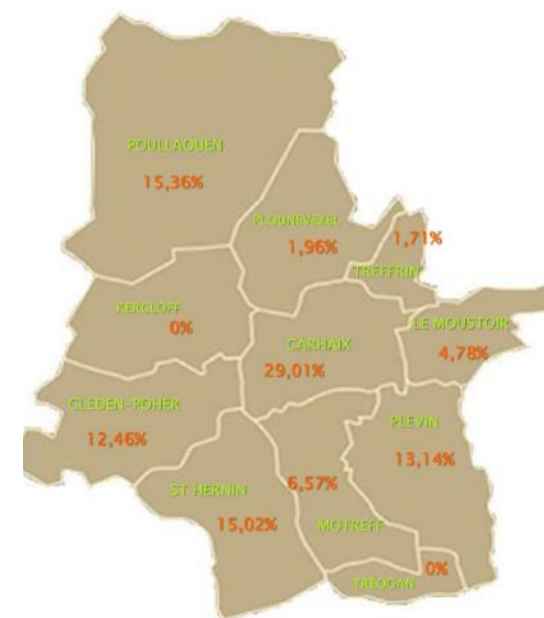 POULLAOUEN
15,36%
PLOUNEVEZEL
1,96%
1,71%
TREFFRIN
KERGLOFF
0%
CARHAIX
29,01%
LE MOUSTOIR
4,78%
CLEDEN-POHER
12,46%
PLEVIN
13,14%
ST HERNIN
15,02%
6,57%
MOTREFF
TRÉOGAN
0%